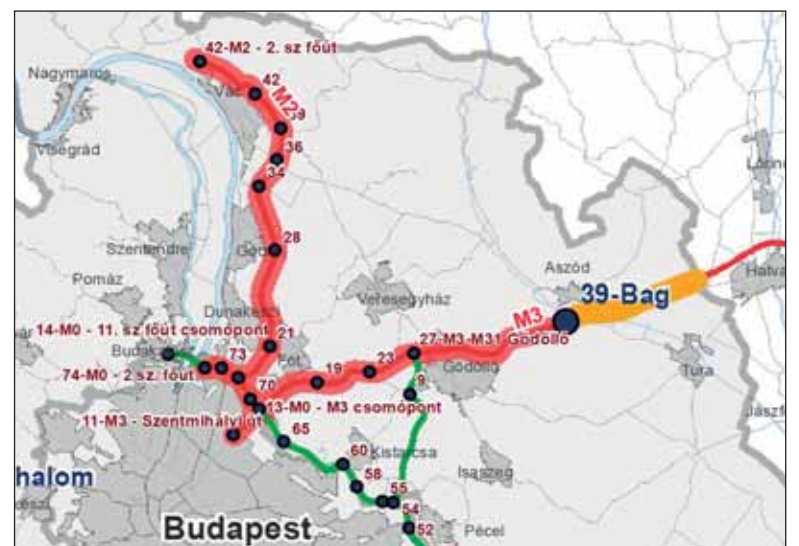 42-M2 - 2. sz főút
Nagymaros
42
M2
36
Visegrád
34
28
Szentendre
Aszód
39-Bag
Pomáz
Veresegyház
M3
14-M0 - 11. sz főút csomópont
21
27-M3-M31 Gödöllő
73
19
23
Gödöllő
Tura
74-M0 - 2 sz. főút
70
9
13-M0 - M3 csomópont
11-M3 - Szentmihályi út
65
60
Kistarcsa
58
Isaszeg
halom
55
54
52
Budapest
Pécel